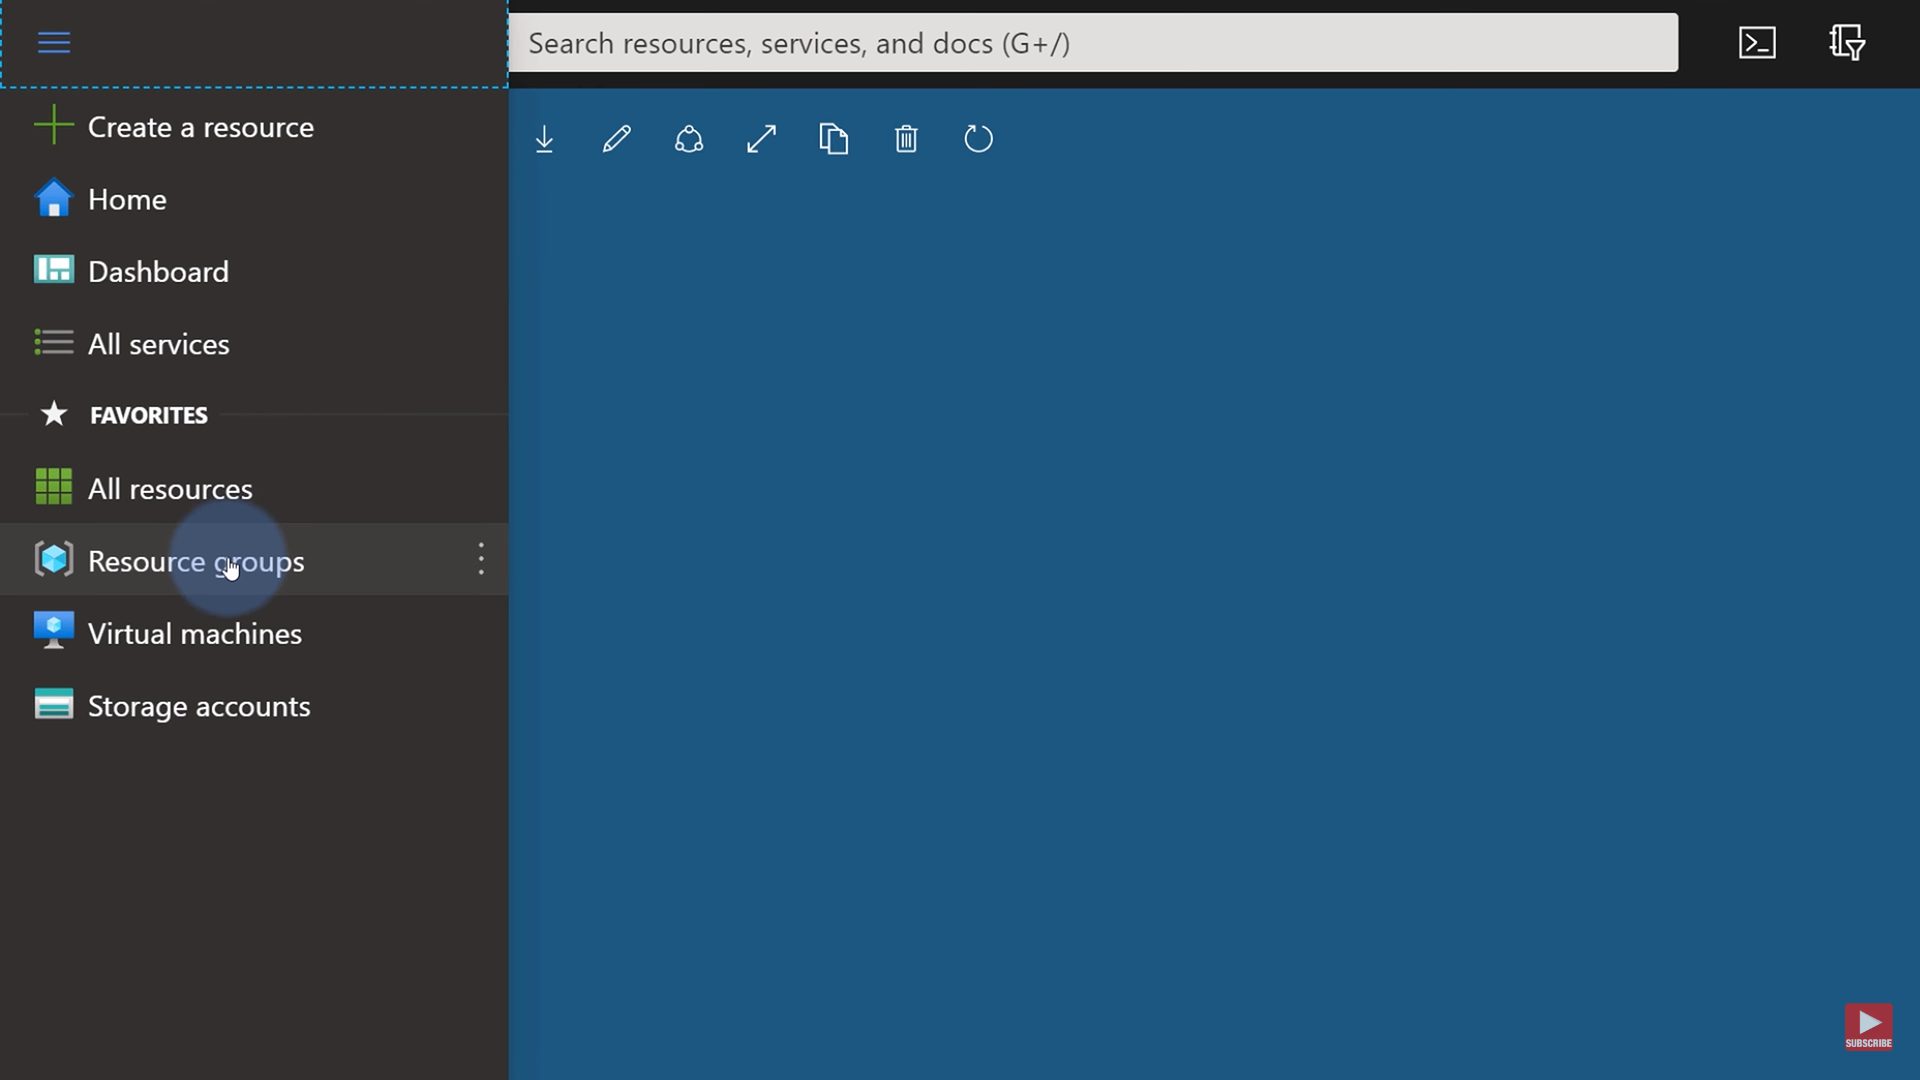 Search resources, services, and docs (G+/)
Create a resource
Home
Dashboard
All services
FAVORITES
All resources
Resource groups
Virtual machines
Storage accounts
SUBSCRIBE